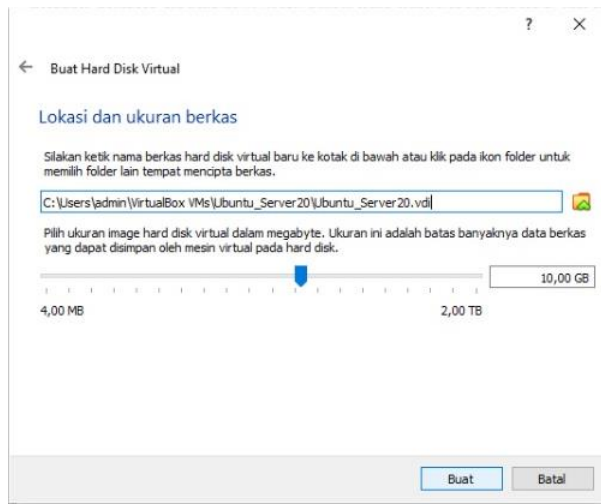 ?
Buat Hard Disk Virtual
Lokasi dan ukuran berkas
Silakan ketik nama berkas hard disk virtual baru ke kotak di bawah atau klik pada ikon folder untuk
memilih folder lain tempat mencipta berkas.
C:\Users\admin\VirtualBox VMs\Ubuntu_Server20\Ubuntu_Server20.vdi
Pilih ukuran image hard disk virtual dalam megabyte. Ukuran ini adalah batas banyaknya data berkas
yang dapat disimpan oleh mesin virtual pada hard disk.
10,00 GB
4,00 MB 2,00 TB
Buat Batal